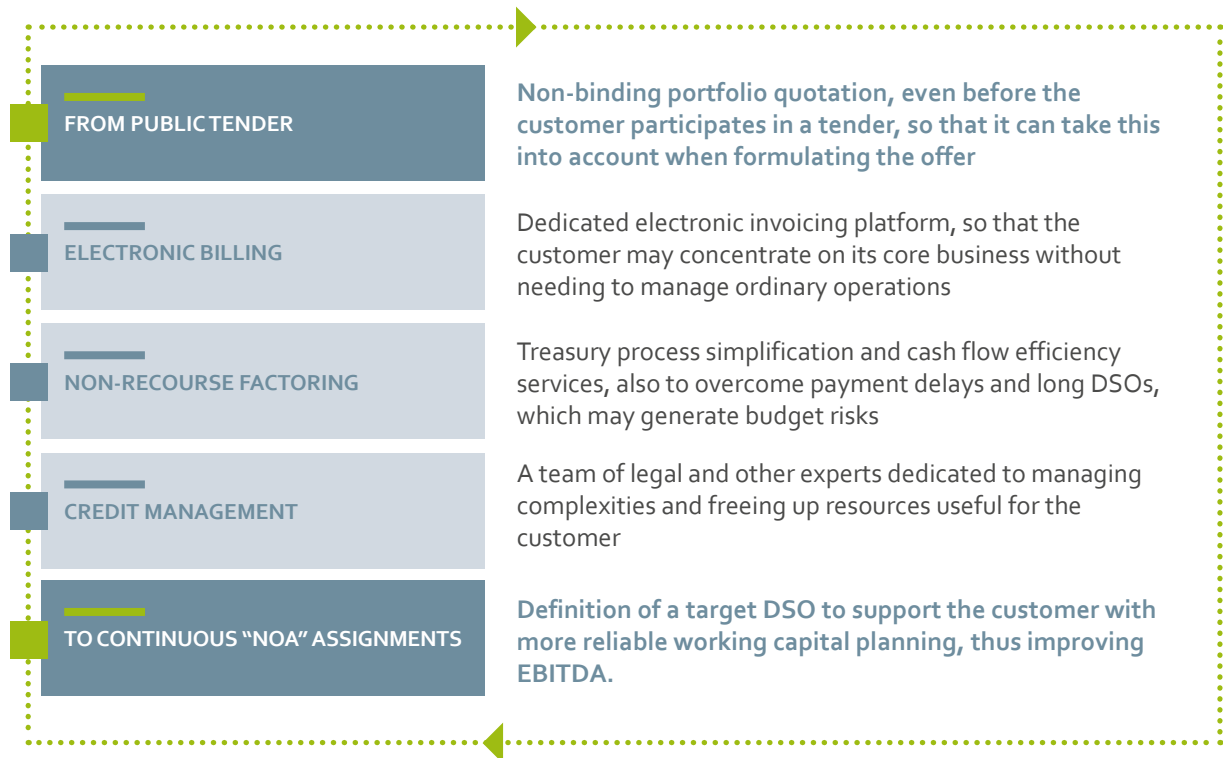 FROM PUBLIC TENDER
Non-binding portfolio quotation, even before the
customer participates in a tender, so that it can take this
into account when formulating the offer
ELECTRONIC BILLING
Dedicated electronic invoicing platform, so that the
customer may concentrate on its core business without
needing to manage ordinary operations
NON-RECOURSE FACTORING
Treasury process simplification and cash flow efficiency
services, also to overcome payment delays and long DSOs,
which may generate budget risks
CREDIT MANAGEMENT
A team of legal and other experts dedicated to managing
complexities and freeing up resources useful for the
customer
TO CONTINUOUS “NOA” ASSIGNMENTS
Definition of a target DSO to support the customer with
more reliable working capital planning, thus improving
EBITDA.